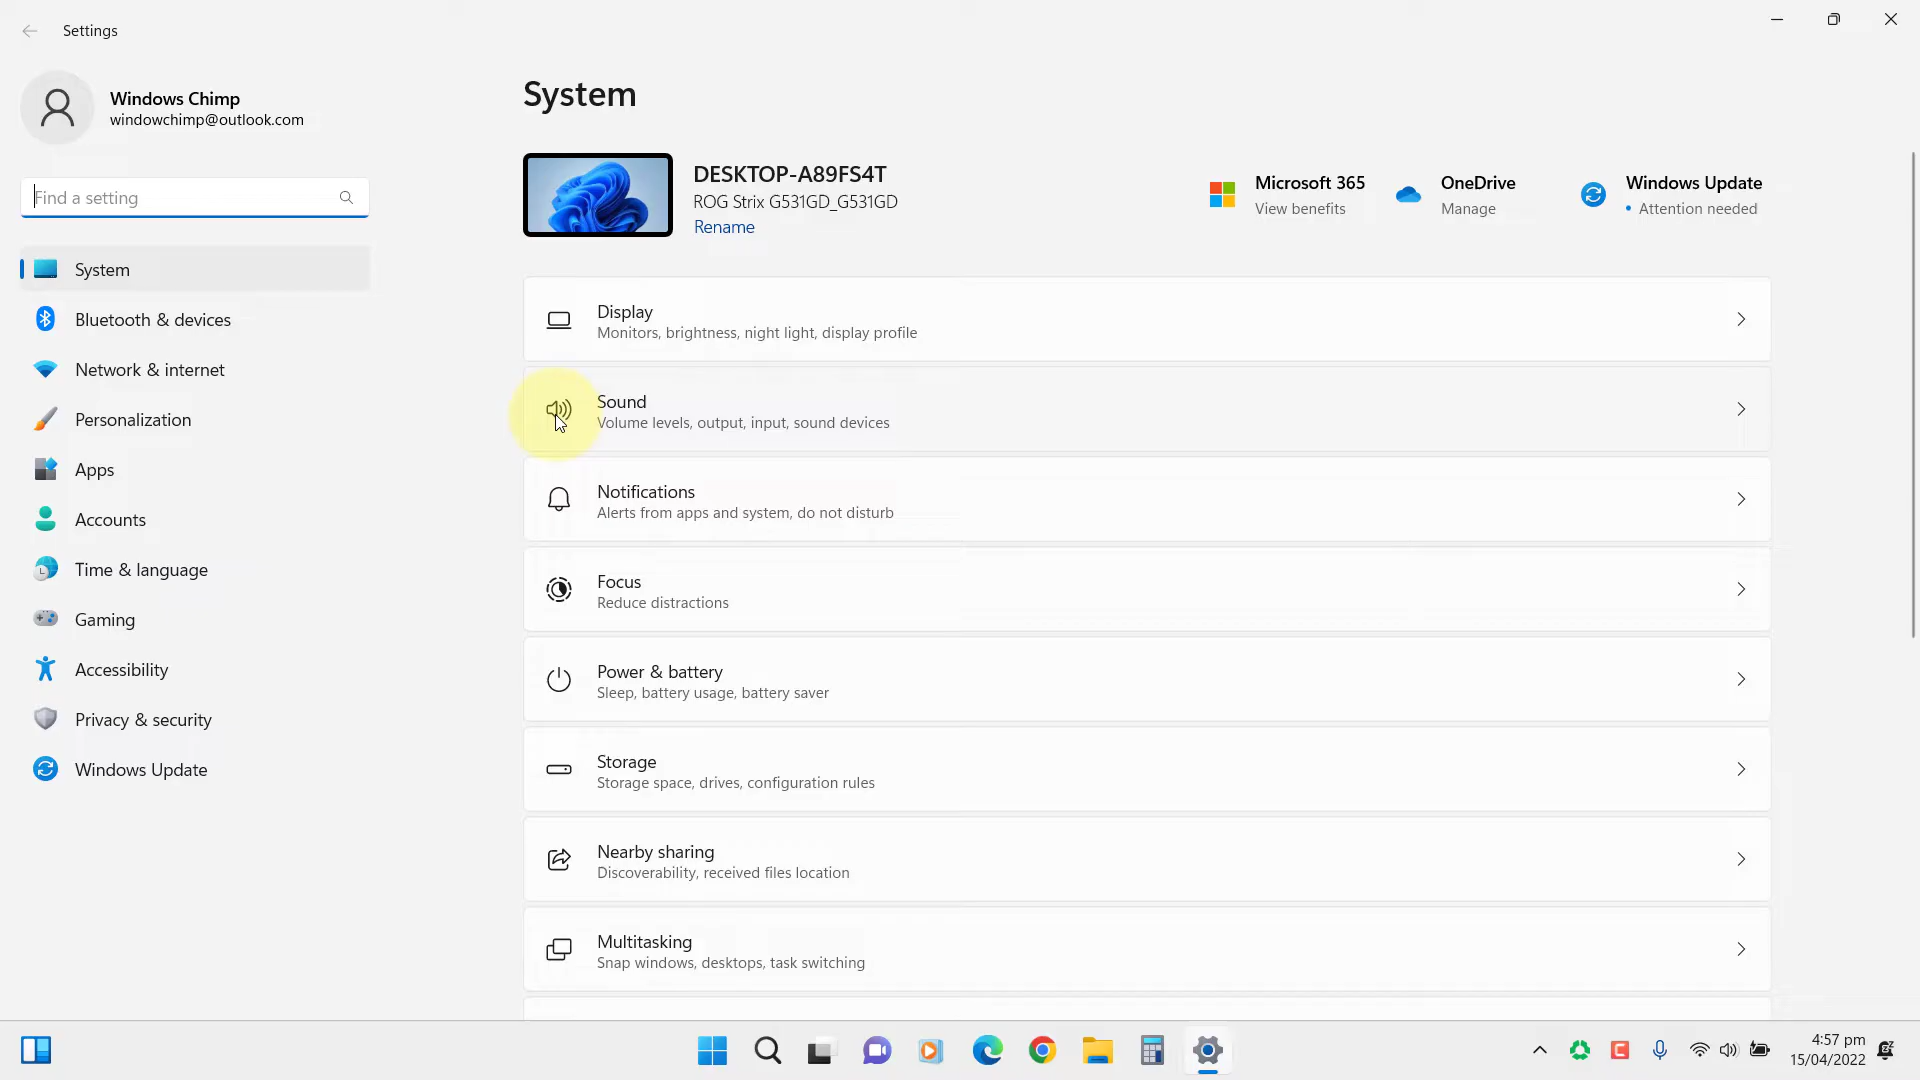 Settings
Windows Chimp
windowchimp@outlook.com
Find a setting
System
Bluetooth & devices
Network & internet
Personalization
Apps
Accounts
Time & language
Gaming
Accessibility
Privacy & security
Windows Update
System
DESKTOP-A89FS4T
ROG Strix G531GD_G531GD
Rename
Microsoft 365
View benefits
OneDrive
Manage
Windows Update
• Attention needed
Display
Monitors, brightness, night light, display profile
Sound
Volume levels, output, input, sound devices
Notifications
Alerts from apps and system, do not disturb
Focus
Reduce distractions
Power & battery
Sleep, battery usage, battery saver
Storage
Storage space, drives, configuration rules
Nearby sharing
Discoverability, received files location
Multitasking
Snap windows, desktops, task switching
4:57 pm
15/04/2022